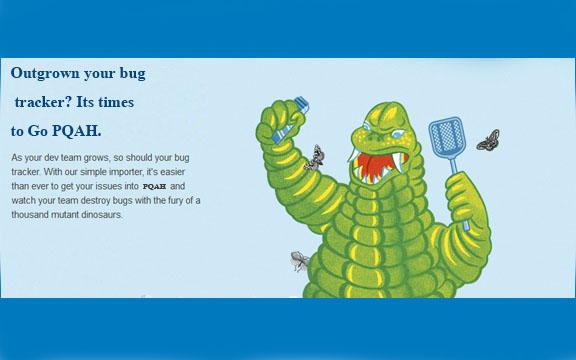 Outgrown your bug
tracker? Its times
to Go PQAH.
As your dev team grows, so should your bug
tracker. With our simple importer, it's easier
than ever to get your issues into PQAH and
watch your team destroy bugs with the fury of a
thousand mutant dinosaurs.